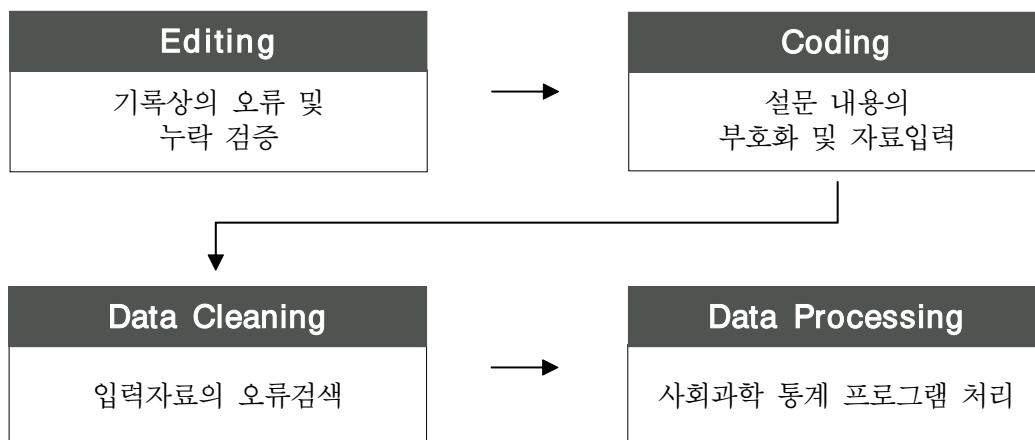 Editing
기록상의 오류 및
누락 검증
Coding
설문 내용의
부호화 및 자료입력
Data Cleaning
입력자료의 오류검색
Data Processing
사회과학 통계 프로그램 처리